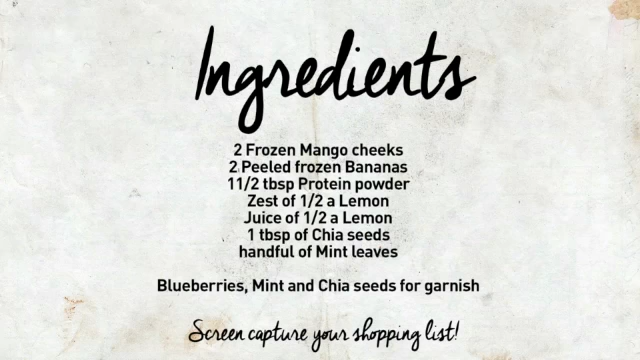 Ingredients
2 Frozen Mango cheeks
2 Peeled frozen Bananas
11/2 tbsp Protein powder
Zest of 1/2 a Lemon
Juice of 1/2 a Lemon
1 tbsp of Chia seeds
handful of Mint leaves
Blueberries, Mint and Chia seeds for garnish
Screen capture your shopping list!